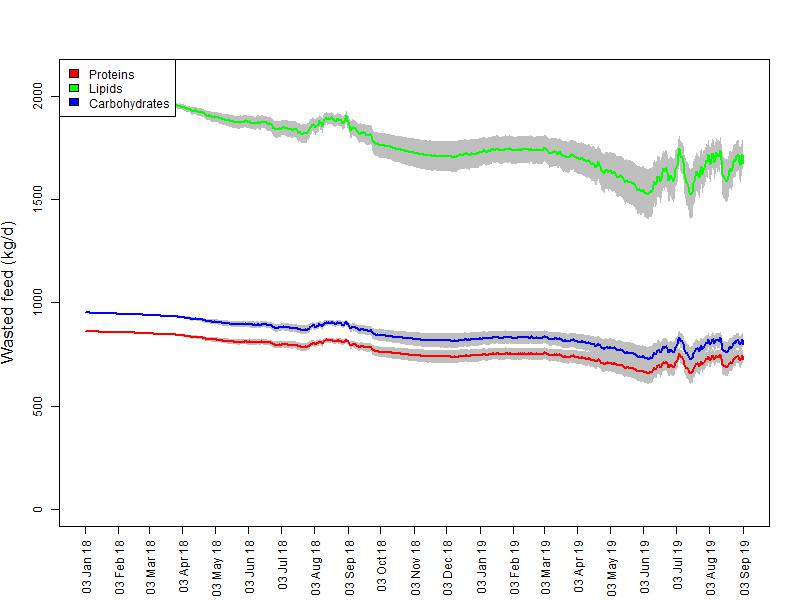 Proteins
Lipids
Carbohydrates
Wasted feed (kg/d)
2000
1500
1000
500
0
03 Jan 18
03 Feb 18
03 Mar 18
03 Apr 18
03 May 18
03 Jun 18
03 Jul 18
03 Aug 18
03 Sep 18
03 Oct 18
03 Nov 18
03 Dec 18
03 Jan 19
03 Feb 19
03 Mar 19
03 Apr 19
03 May 19
03 Jun 19
03 Jul 19
03 Aug 19
03 Sep 19